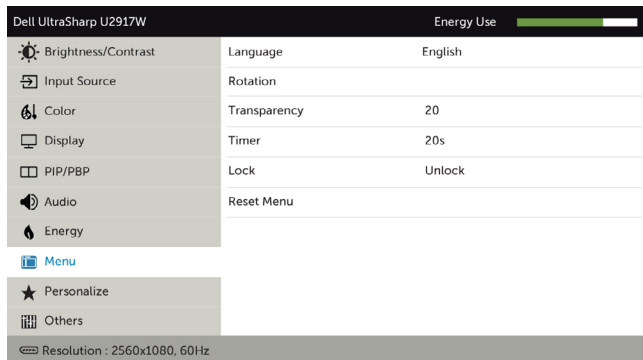 Dell UltraSharp U2917W Energy Use
Brightness/Contrast Language English
Input Source Rotation
Color Transparency 20
Display Timer 20s
PIP/PBP Lock Unlock
Audio Reset Menu
Energy
Menu
Personalize
Others
Resolution : 2560x1080, 60Hz